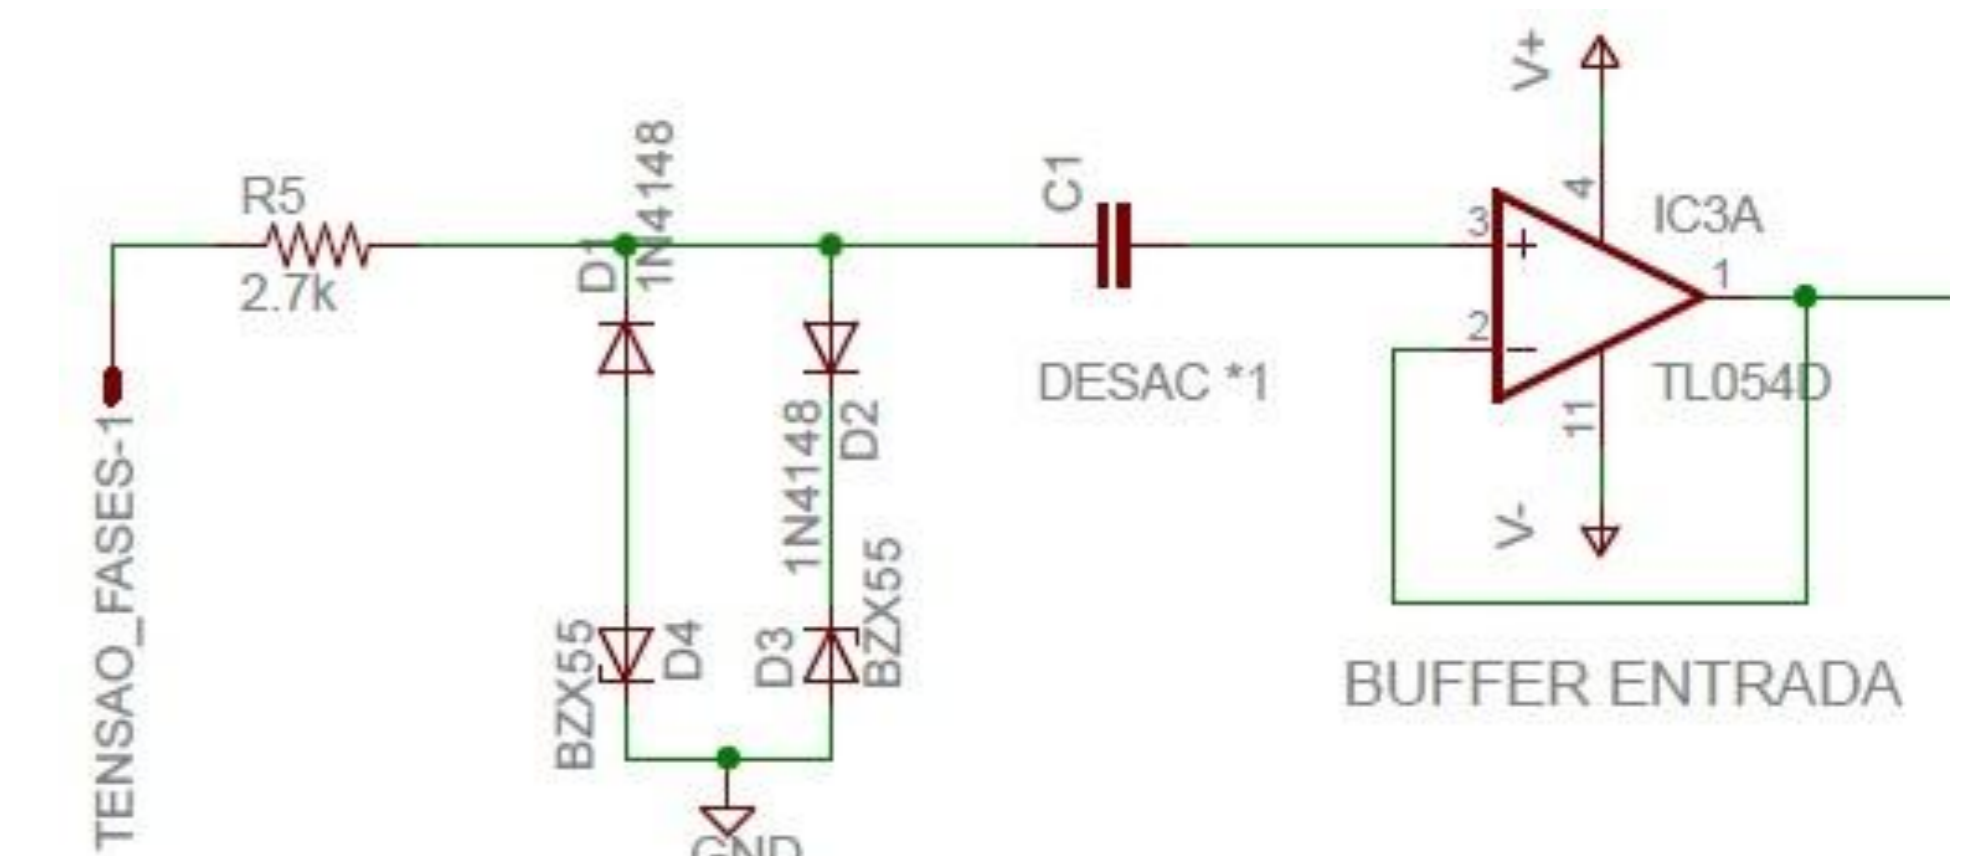 R5
2.7k
TENSAO_FASES-1
D1
1N4148
1N4148
D2
BZX55
D4
D3
BZX55
GND
C1
DESAC *1
V+
4
3
+
2
-
1
11
IC3A
TL054D
V-
BUFFER ENTRADA